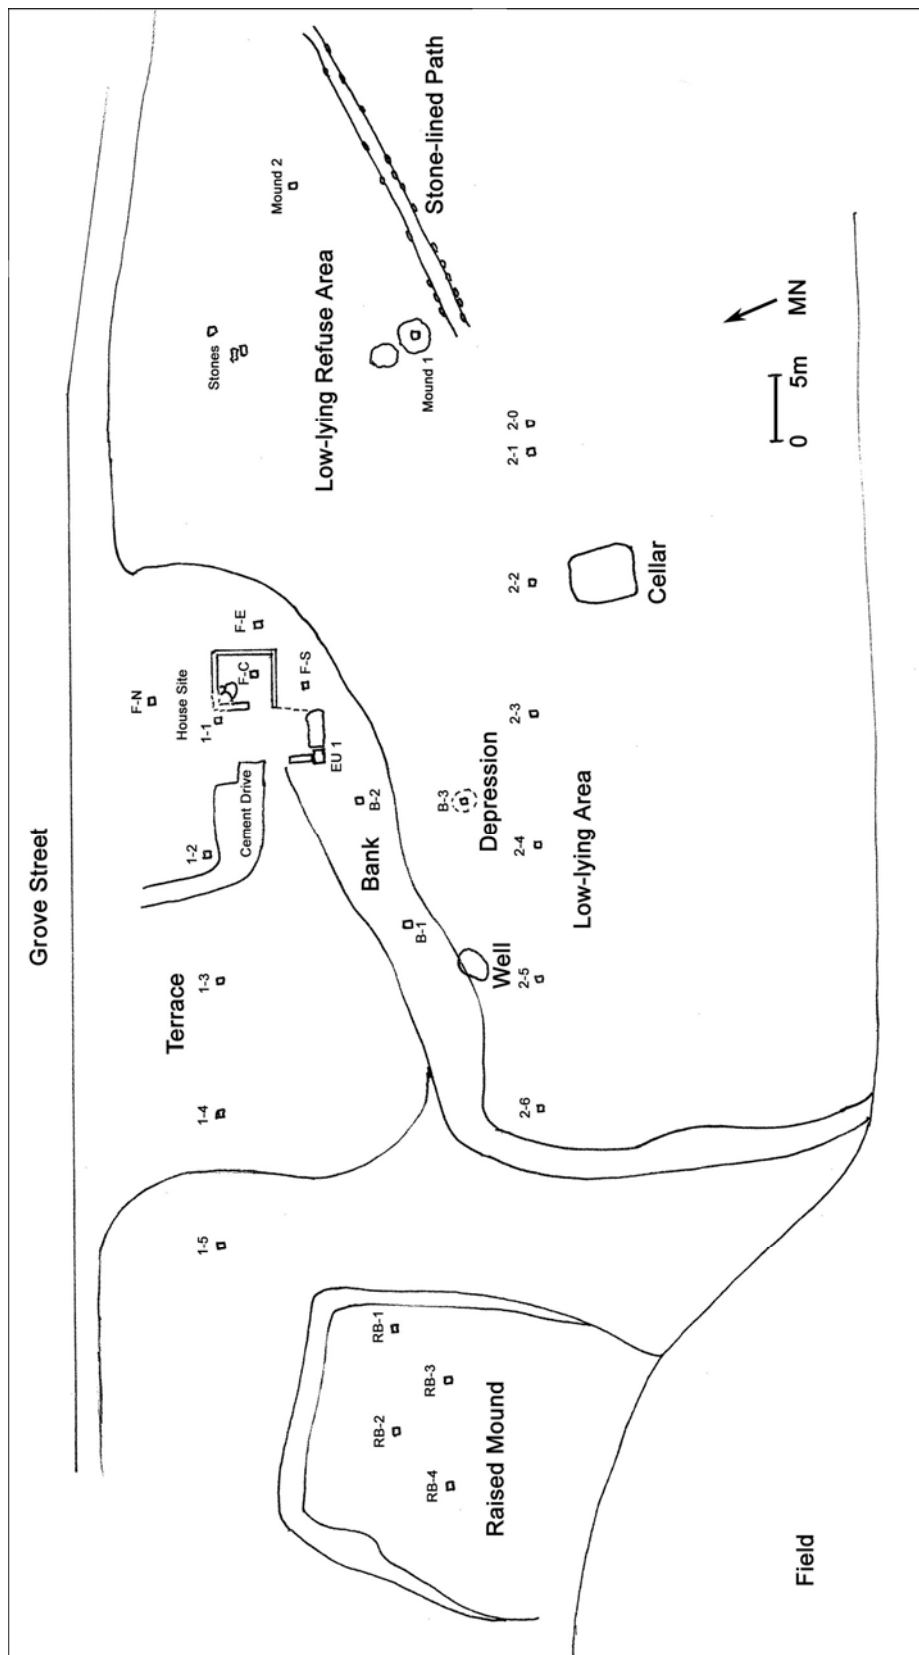 Grove Street
Terrace
1-5
1-4
1-3
1-2
Cement Drive
1-1
House Site
F-N
F-C
F-E
F-S
EU 1
Stones
Mound 2
Low-lying Refuse Area
Mound 1
Stone-lined Path
Bank
B-1
B-2
B-3
Depression
Well
Low-lying Area
2-6
2-5
2-4
2-3
2-2
2-1
2-0
Cellar
RB-1
RB-2
RB-3
RB-4
Raised Mound
Field
0 5m
MN